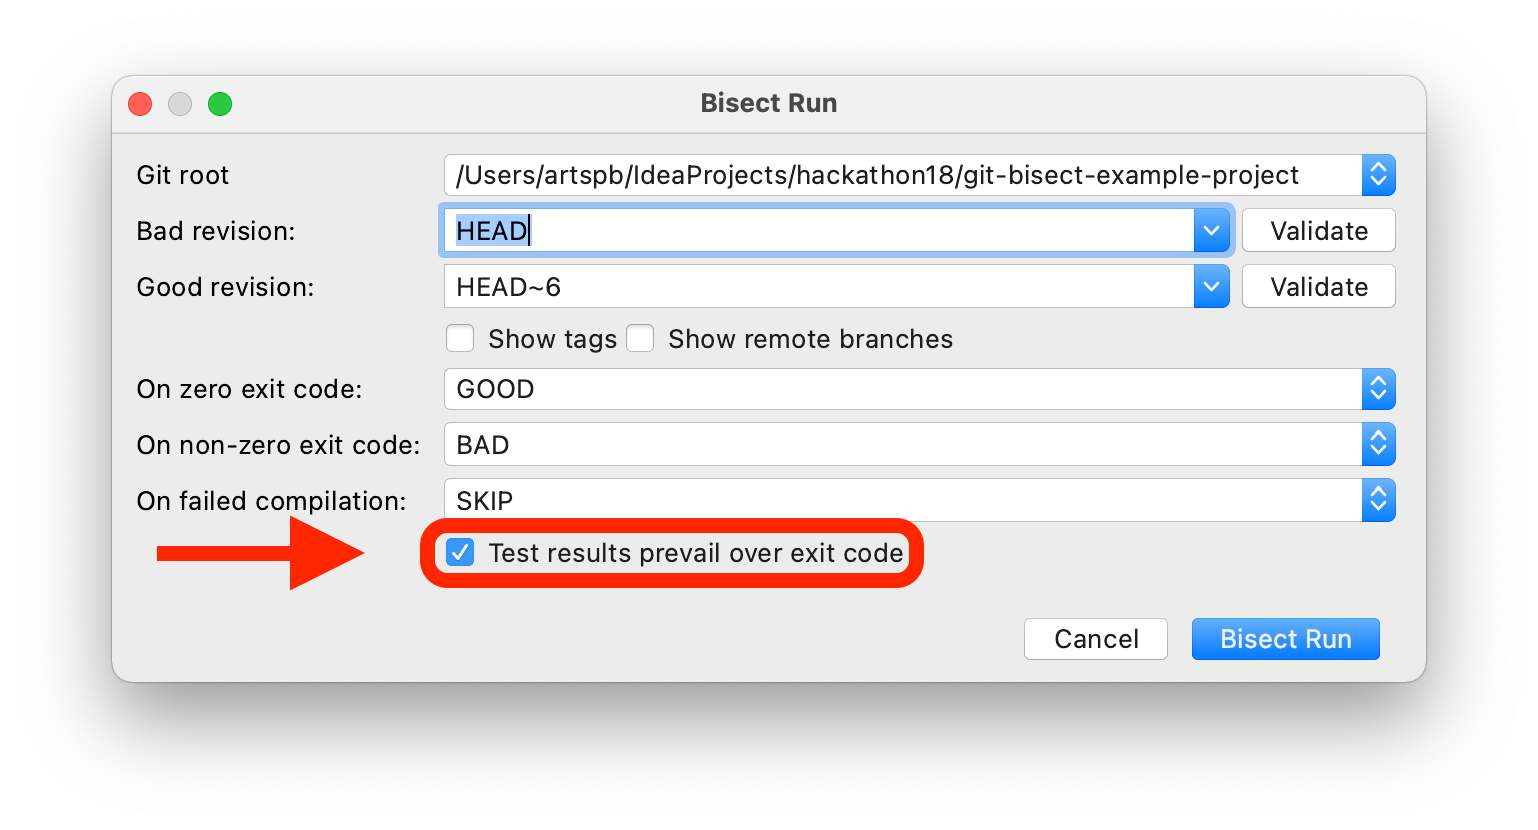 Bisect Run
Git root /Users/artspb/IdeaProjects/hackathon18/git-bisect-example-project
Bad revision: HEAD Validate
Good revision: HEAD~6 Validate
Show tags Show remote branches
On zero exit code: GOOD
On non-zero exit code: BAD
On failed compilation: SKIP
Test results prevail over exit code
Cancel Bisect Run